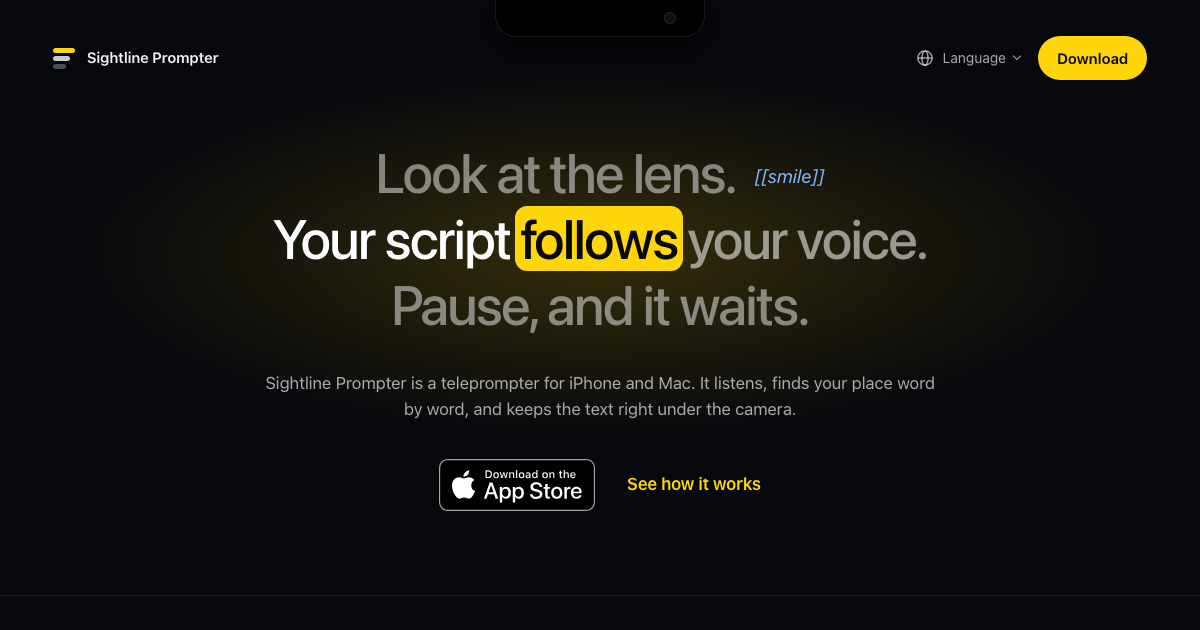 Sightline Prompter
Language
Download
Look at the lens. [[smile]]
Your script follows your voice.
Pause, and it waits.
Sightline Prompter is a teleprompter for iPhone and Mac. It listens, finds your place word
by word, and keeps the text right under the camera.
Download on the
App Store
See how it works